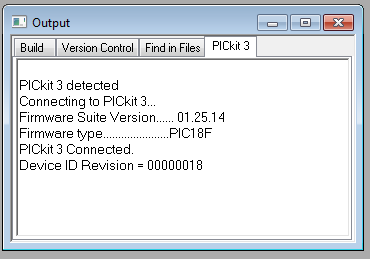 Output
Build
Version Control
Find in Files
PICkit 3
PICkit 3 detected
Connecting to PICkit 3...
Firmware Suite Version...... 01.25.14
Firmware type......................PIC18F
PICkit 3 Connected.
Device ID Revision = 00000018